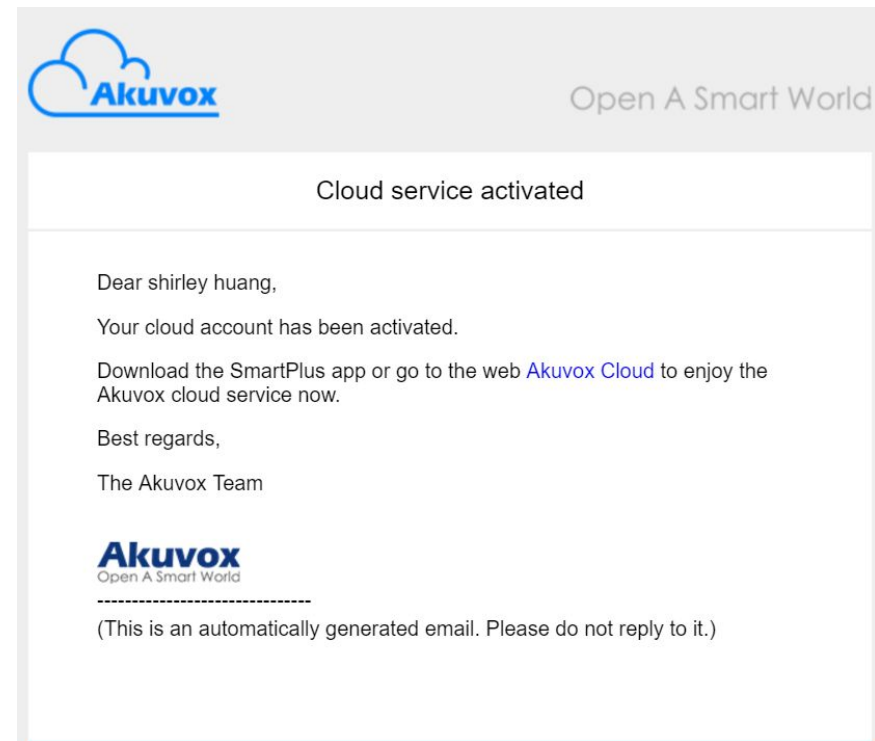 Akuvox
Open A Smart World
Cloud service activated
Dear shirley huang,
Your cloud account has been activated.
Download the SmartPlus app or go to the web Akuvox Cloud to enjoy the
Akuvox cloud service now.
Best regards,
The Akuvox Team
Akuvox
Open A Smart World
-------------------------------
(This is an automatically generated email. Please do not reply to it.)